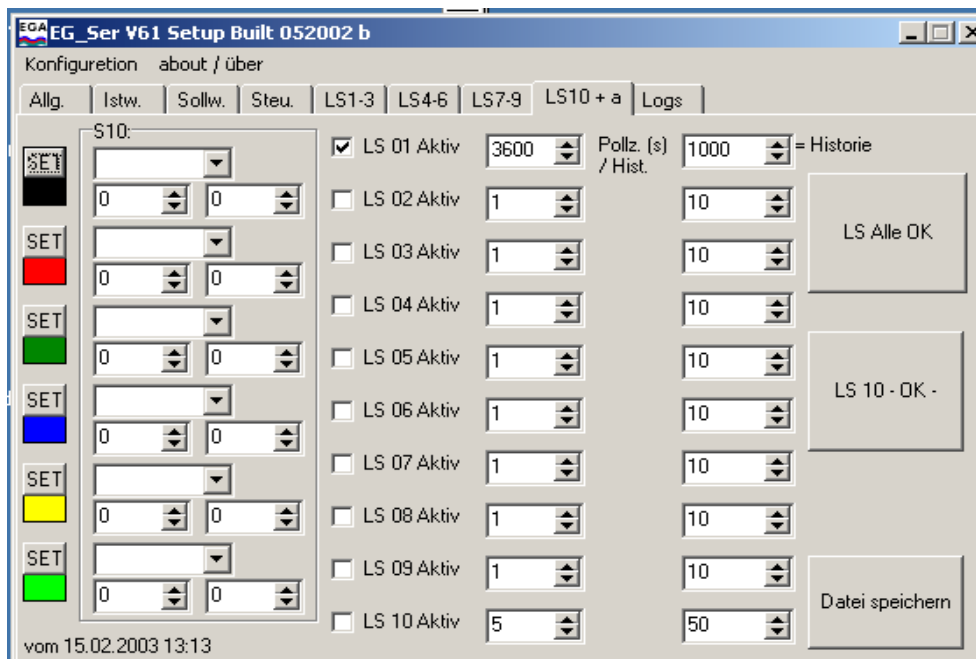 EGA EG_Ser V61 Setup Built 052002 b
Konfiguretion about / über
Allg. Istw. Sollw. Steu. LS1-3 LS4-6 LS7-9 LS10 + a Logs
S10:
SET
0 0
SET
0 0
SET
0 0
SET
0 0
SET
0 0
SET
0 0
LS 01 Aktiv 3600 Pollz. (s) / Hist. 1000 = Historie
LS 02 Aktiv 1 10
LS 03 Aktiv 1 10
LS 04 Aktiv 1 10
LS 05 Aktiv 1 10
LS 06 Aktiv 1 10
LS 07 Aktiv 1 10
LS 08 Aktiv 1 10
LS 09 Aktiv 1 10
LS 10 Aktiv 5 50
LS Alle OK
LS 10 - OK -
Datei speichern
vom 15.02.2003 13:13